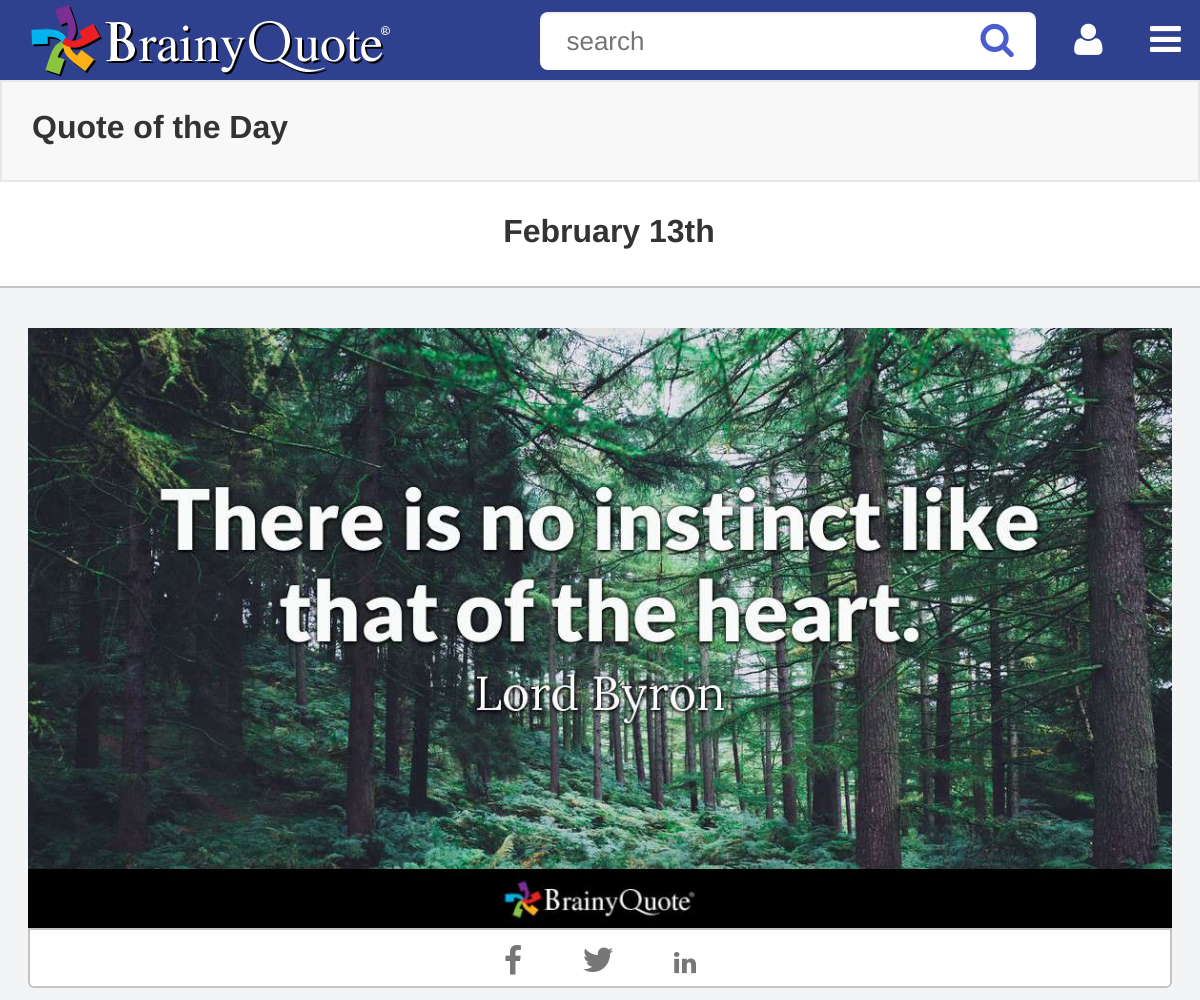 BrainyQuote®
search
Quote of the Day
February 13th
There is no instinct like
that of the heart.
Lord Byron
BrainyQuote®